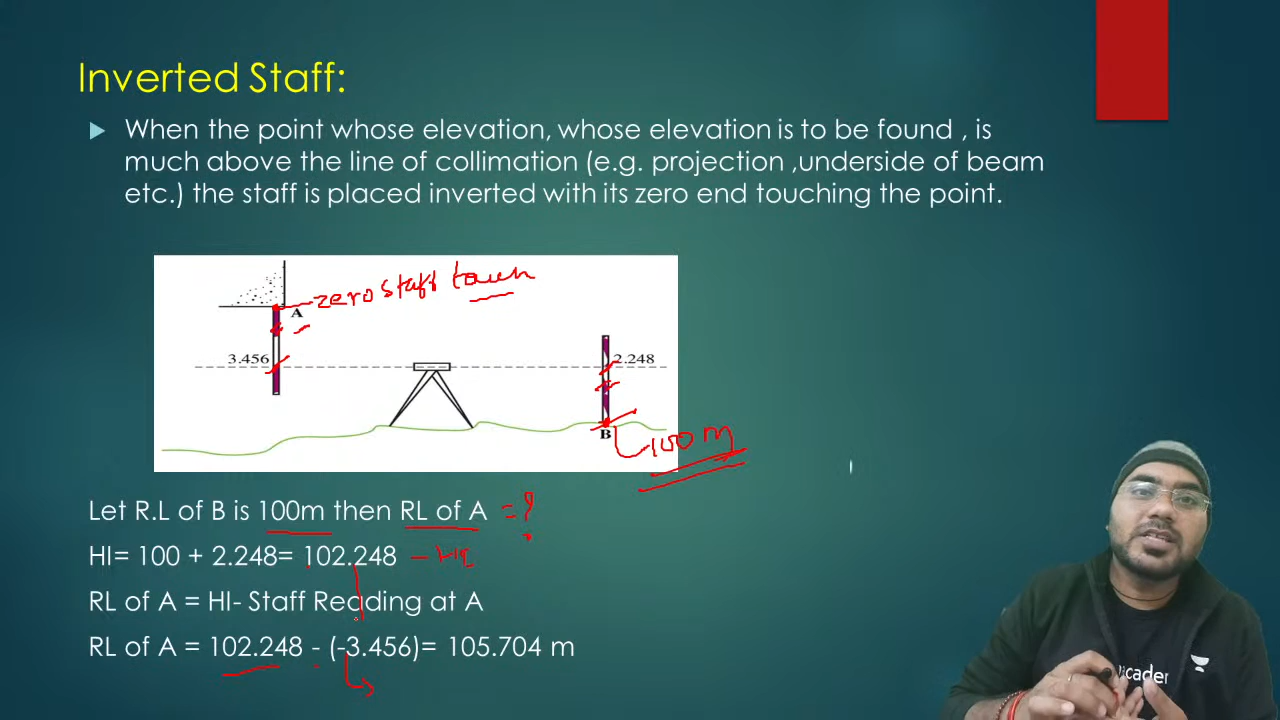 Inverted Staff:
When the point whose elevation, whose elevation is to be found , is
much above the line of collimation (e.g. projection ,underside of beam
etc.) the staff is placed inverted with its zero end touching the point.
zero staff touch
A
3.456
2.248
B
100 m
Let R.L of B is 100m then RL of A = ?
HI= 100 + 2.248= 102.248 - HI
RL of A = HI- Staff Reading at A
RL of A = 102.248 - (-3.456)= 105.704 m
cader